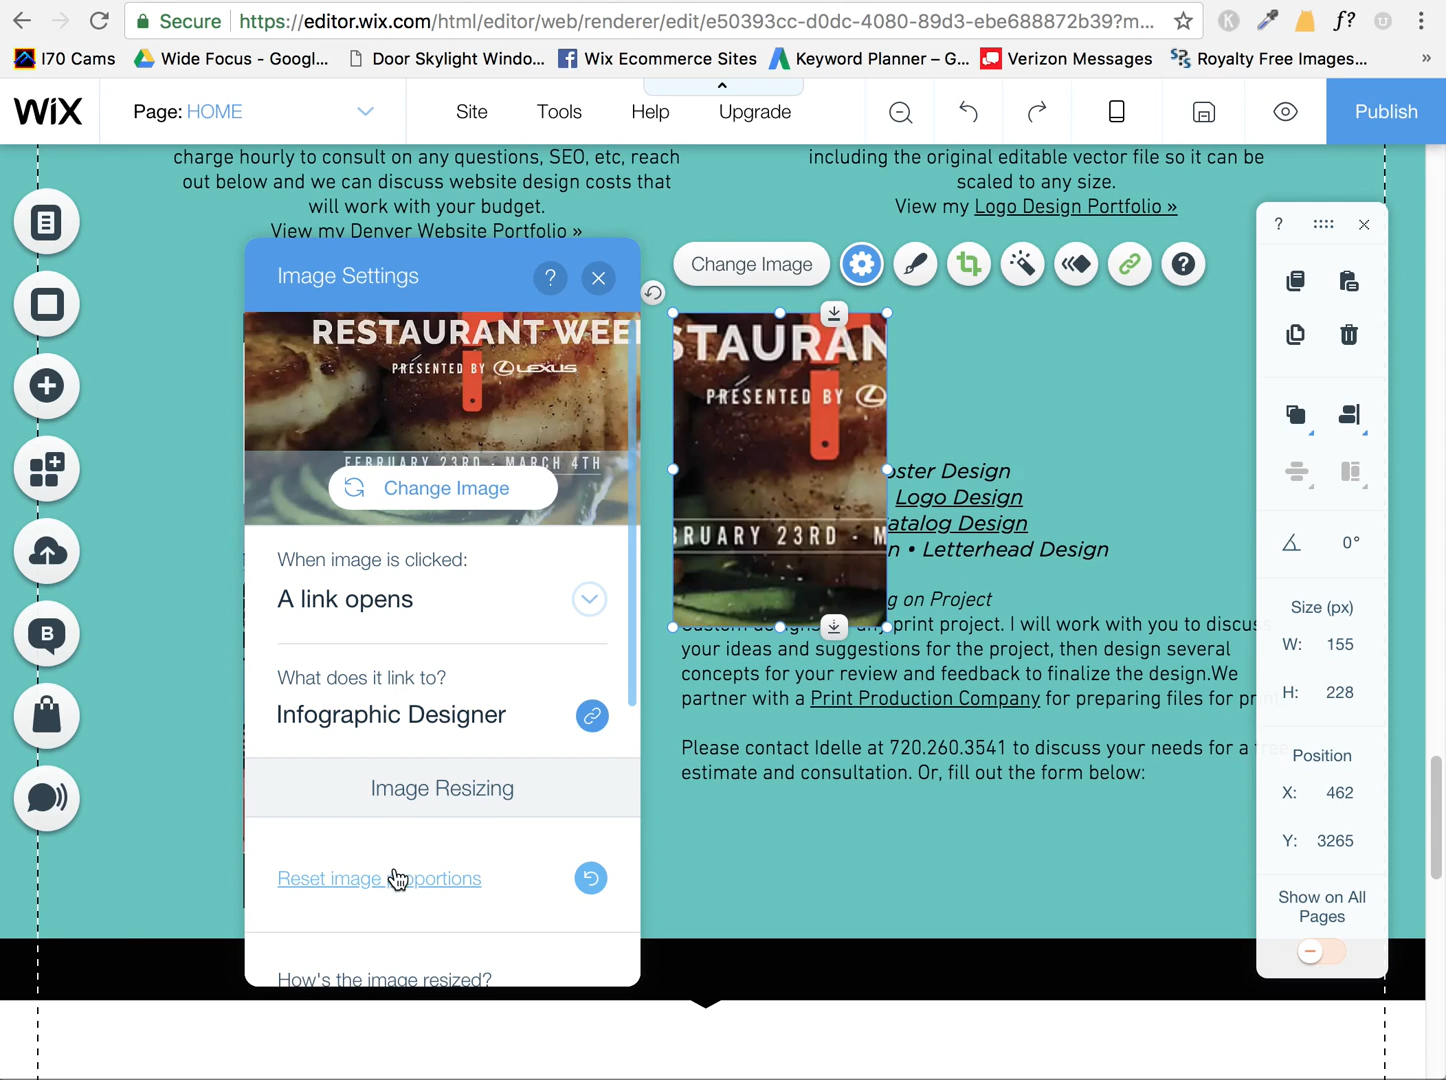 Secure https://editor.wix.com/html/editor/web/renderer/edit/e50393cc-d0dc-4080-89d3-ebe688872b39?m...
K f?
I70 Cams Wide Focus - Googl... Door Skylight Windo... Wix Ecommerce Sites Keyword Planner – G... Verizon Messages Royalty Free Images... »
WiX Page: HOME Site Tools Help Upgrade Publish
charge hourly to consult on any questions, SEO, etc, reach
out below and we can discuss website design costs that
will work with your budget.
View my Denver Website Portfolio »
including the original editable vector file so it can be
scaled to any size.
View my Logo Design Portfolio »
Image Settings ?
RESTAURANT WEE
PRESENTED BY LEXUS
FEBRUARY 23RD - MARCH 4TH
Change Image
When image is clicked:
A link opens
What does it link to?
Infographic Designer
Image Resizing
Reset image proportions
How's the image resized?
Change Image ?
STAURAN
PRESENTED BY
BRUARY 23RD - M
oster Design
Logo Design
atalog Design
n • Letterhead Design
g on Project
print project. I will work with you to discuss
your ideas and suggestions for the project, then design several
concepts for your review and feedback to finalize the design.We
partner with a Print Production Company for preparing files for print
Please contact Idelle at 720.260.3541 to discuss your needs for a free
estimate and consultation. Or, fill out the form below:
?
0°
Size (px)
W: 155
H: 228
Position
X: 462
Y: 3265
Show on All
Pages
B